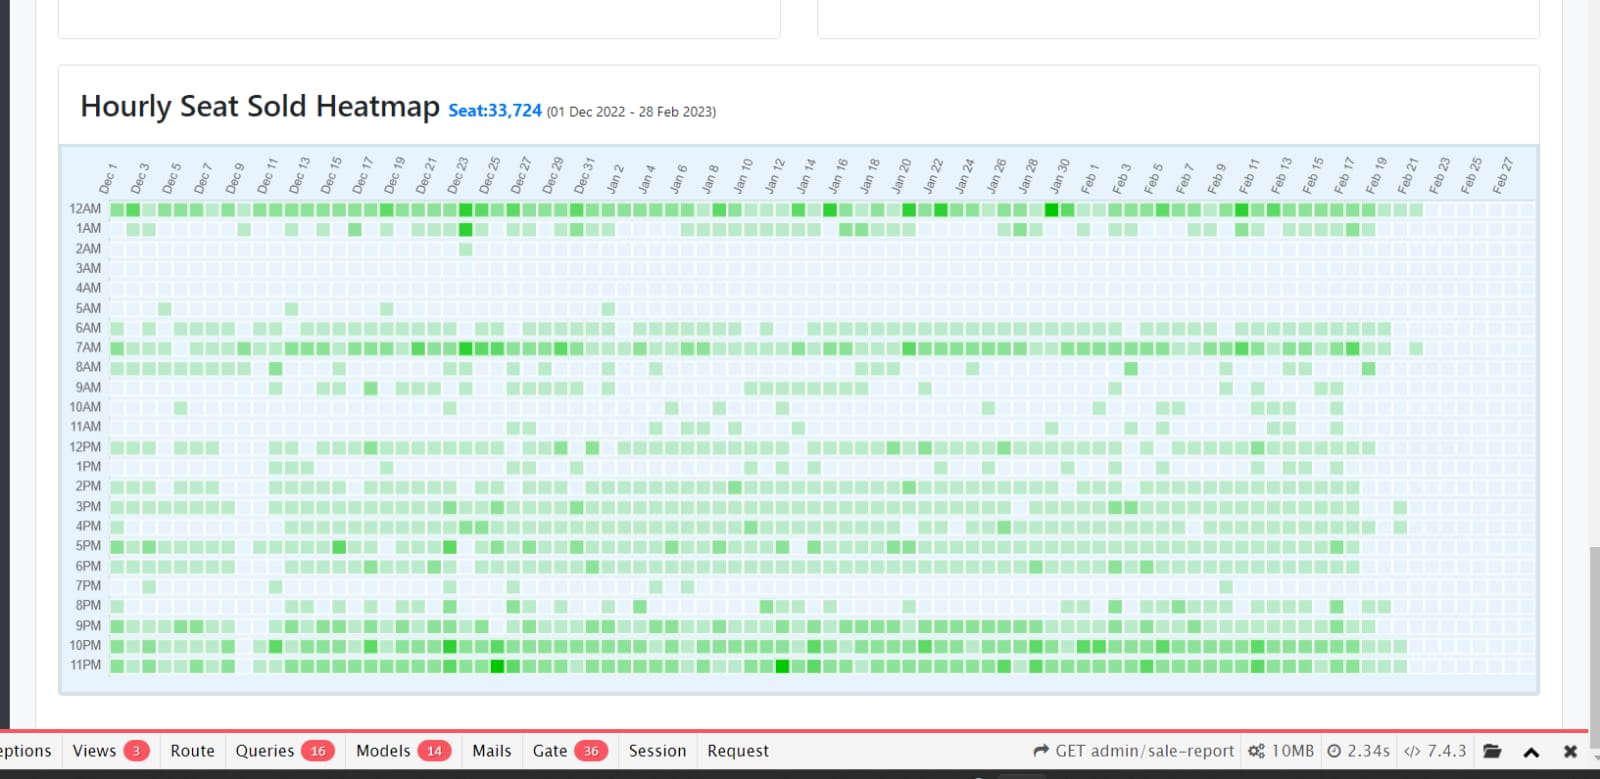 Hourly Seat Sold Heatmap Seat:33,724 (01 Dec 2022 - 28 Feb 2023)
Dec 1 Dec 3 Dec 5 Dec 7 Dec 9 Dec 11 Dec 13 Dec 15 Dec 17 Dec 19 Dec 21 Dec 23 Dec 25 Dec 27 Dec 29 Dec 31 Jan 2 Jan 4 Jan 6 Jan 8 Jan 10 Jan 12 Jan 14 Jan 16 Jan 18 Jan 20 Jan 22 Jan 24 Jan 26 Jan 28 Jan 30 Feb 1 Feb 3 Feb 5 Feb 7 Feb 9 Feb 11 Feb 13 Feb 15 Feb 17 Feb 19 Feb 21 Feb 23 Feb 25 Feb 27
12AM
1AM
2AM
3AM
4AM
5AM
6AM
7AM
8AM
9AM
10AM
11AM
12PM
1PM
2PM
3PM
4PM
5PM
6PM
7PM
8PM
9PM
10PM
11PM
eptions Views 3 Route Queries 16 Models 14 Mails Gate 36 Session Request GET admin/sale-report 10MB 2.34s 7.4.3